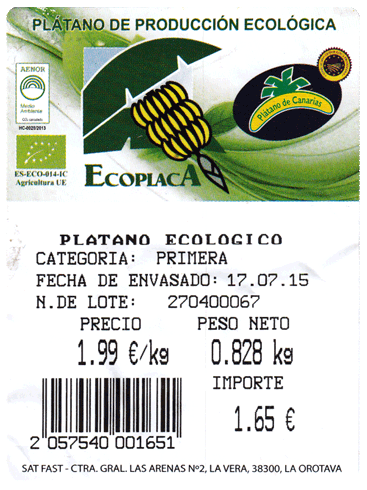 PLÁTANO DE PRODUCCIÓN ECOLÓGICA
AENOR
Medio
Ambiente
CO₂ calculado
HC-0020/2013
Plátano de Canarias
ES-ECO-014-IC
Agricultura UE
ECOPLACA
PLATANO ECOLOGICO
CATEGORIA: PRIMERA
FECHA DE ENVASADO: 17.07.15
N.DE LOTE: 270400067
PRECIO PESO NETO
1.99 €/kg 0.828 kg
IMPORTE
1.65 €
2 057540 001651
SAT FAST - CTRA. GRAL. LAS ARENAS Nº2, LA VERA, 38300, LA OROTAVA